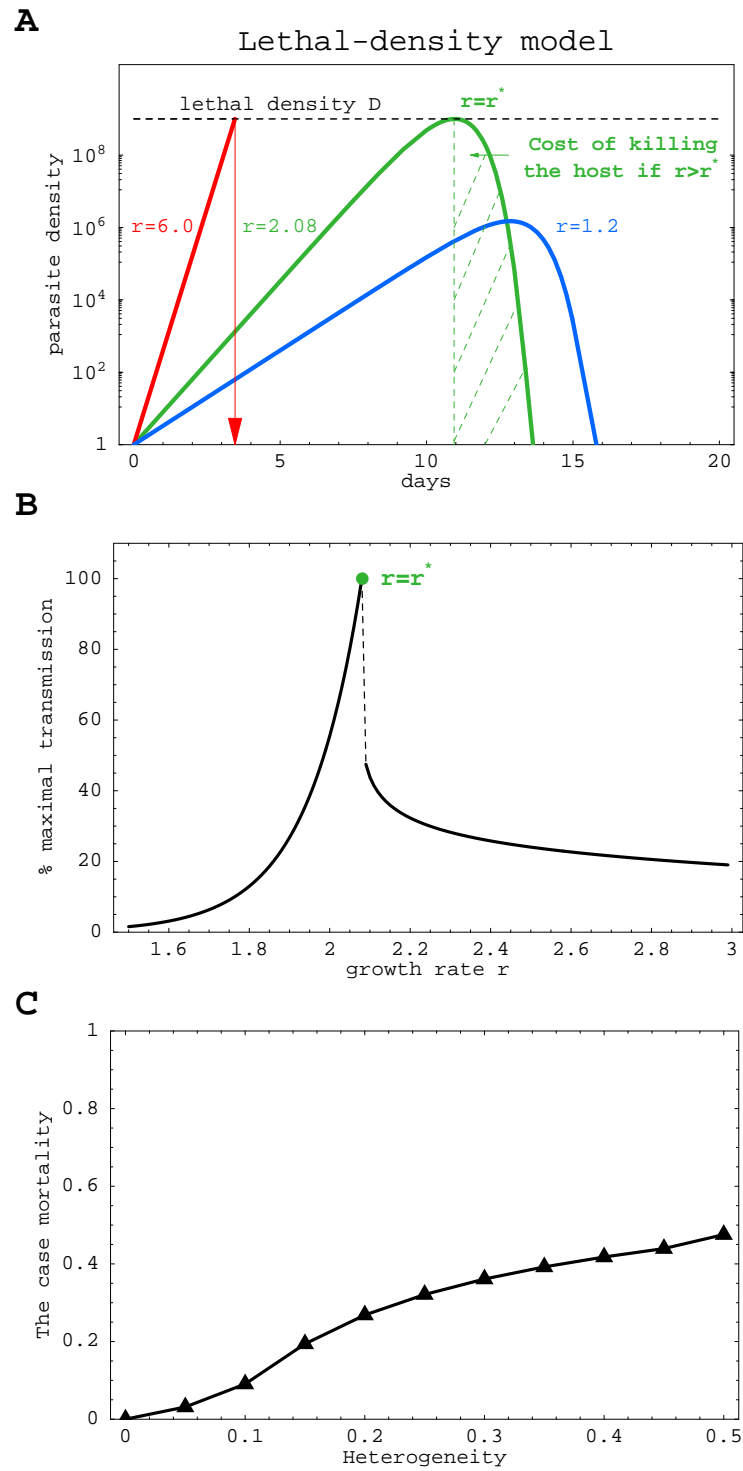 A
Lethal-density model
lethal density D
r=r*
Cost of killing
the host if r>r*
r=6.0
r=2.08
r=1.2
parasite density
10^8
10^6
10^4
10^2
1
0 5 10 15 20
days
B
100
80
60
40
20
0
r=r*
% maximal transmission
1.6 1.8 2 2.2 2.4 2.6 2.8 3
growth rate r
C
1
0.8
0.6
0.4
0.2
0
The case mortality
0 0.1 0.2 0.3 0.4 0.5
Heterogeneity